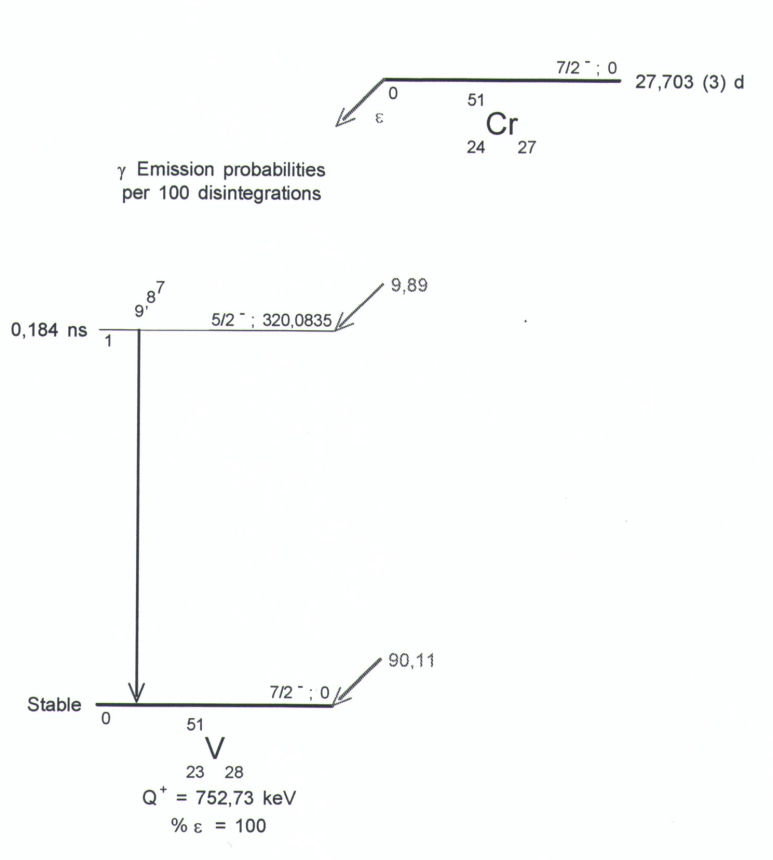 7/2 ⁻ ; 0
27,703 (3) d
0
ε
51
Cr
24 27
γ Emission probabilities
per 100 disintegrations
9,87
9,89
5/2 ⁻ ; 320,0835
0,184 ns
1
90,11
7/2 ⁻ ; 0
Stable
0
51
V
23 28
Q⁺ = 752,73 keV
% ε = 100